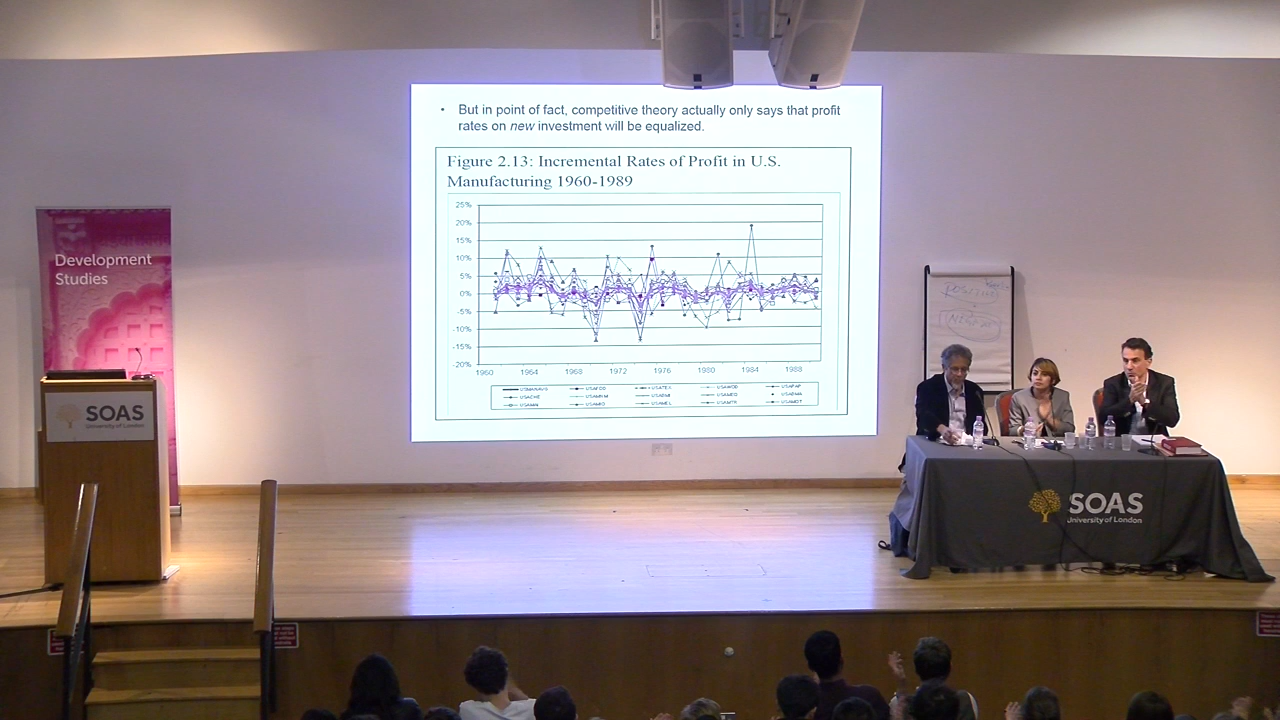 • But in point of fact, competitive theory actually only says that profit
rates on new investment will be equalized.
Figure 2.13: Incremental Rates of Profit in U.S.
Manufacturing 1960-1989
25%
20%
15%
10%
5%
0%
-5%
-10%
-15%
-20%
1960 1964 1968 1972 1976 1980 1984 1988
Development
Studies
SOAS
University of London
SOAS
University of London